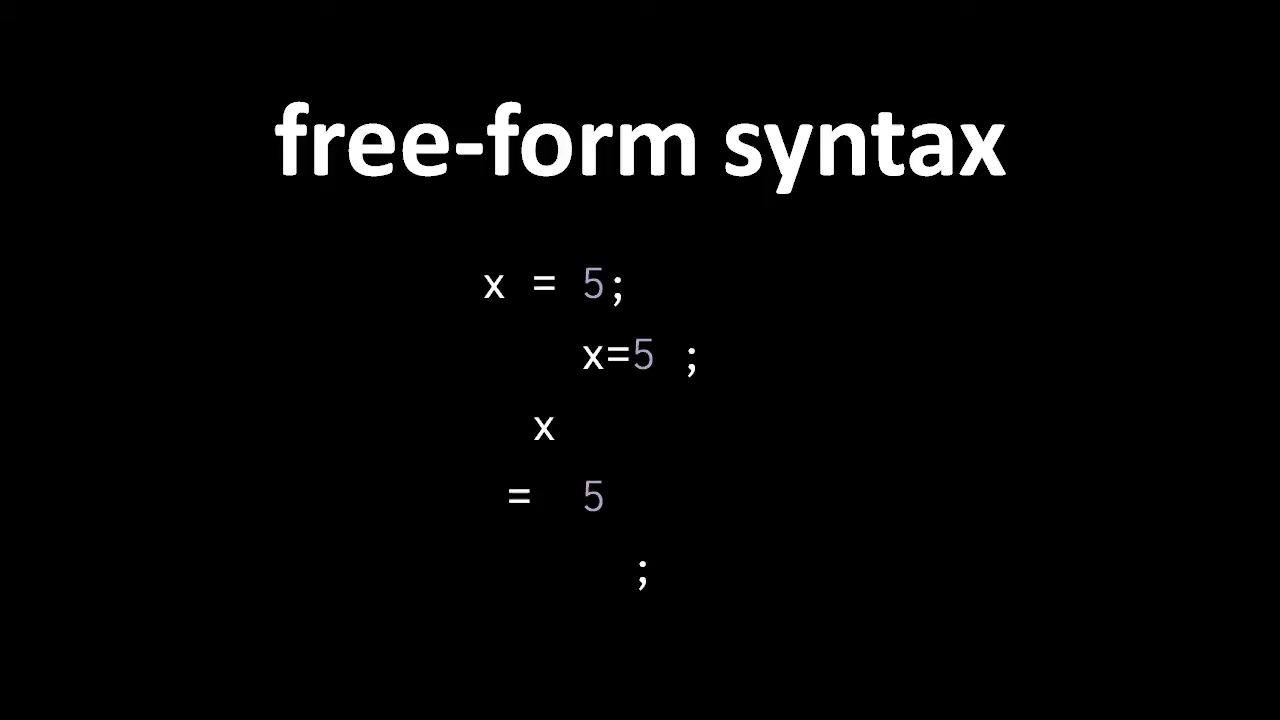 free-form syntax
x = 5;
x=5 ;
x
= 5
;